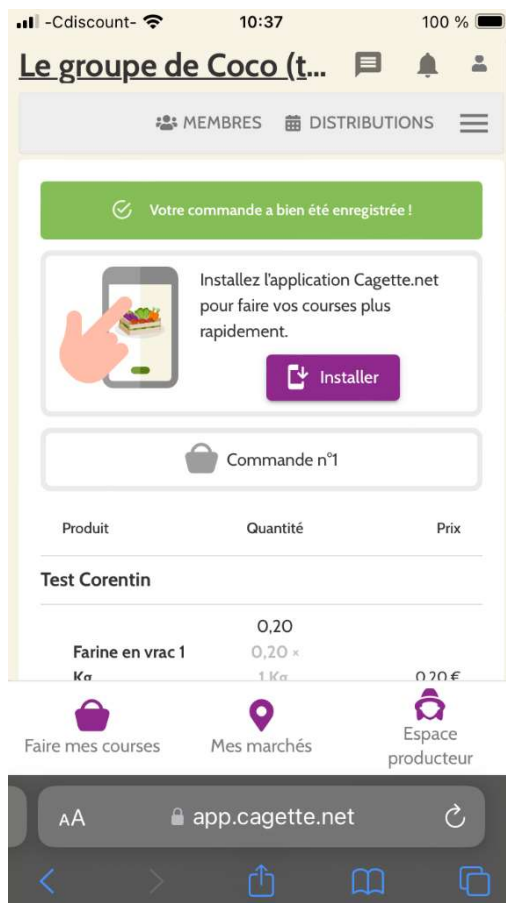 -Cdiscount- 10:37 100 %
Le groupe de Coco (t...
MEMBRES DISTRIBUTIONS
Votre commande a bien été enregistrée !
Installez l'application Cagette.net
pour faire vos courses plus
rapidement.
Installer
Commande n°1
Produit Quantité Prix
Test Corentin
0,20
Farine en vrac 1 0,20 ×
Kg 1 Kg 0,20 €
Faire mes courses Mes marchés Espace
producteur
AA app.cagette.net